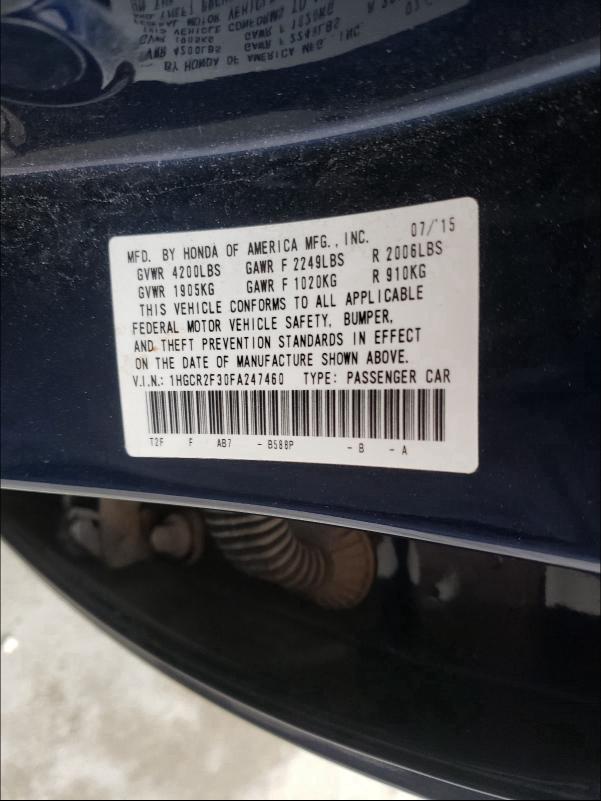 MFD. BY HONDA OF AMERICA MFG., INC. 07/'15
GVWR 4200LBS GAWR F 2249LBS R 2006LBS
GVWR 1905KG GAWR F 1020KG R 910KG
THIS VEHICLE CONFORMS TO ALL APPLICABLE
FEDERAL MOTOR VEHICLE SAFETY, BUMPER,
AND THEFT PREVENTION STANDARDS IN EFFECT
ON THE DATE OF MANUFACTURE SHOWN ABOVE.
V.I.N.: 1HGCR2F30FA247460 TYPE: PASSENGER CAR
T2F F AB7 - B588P - B - A